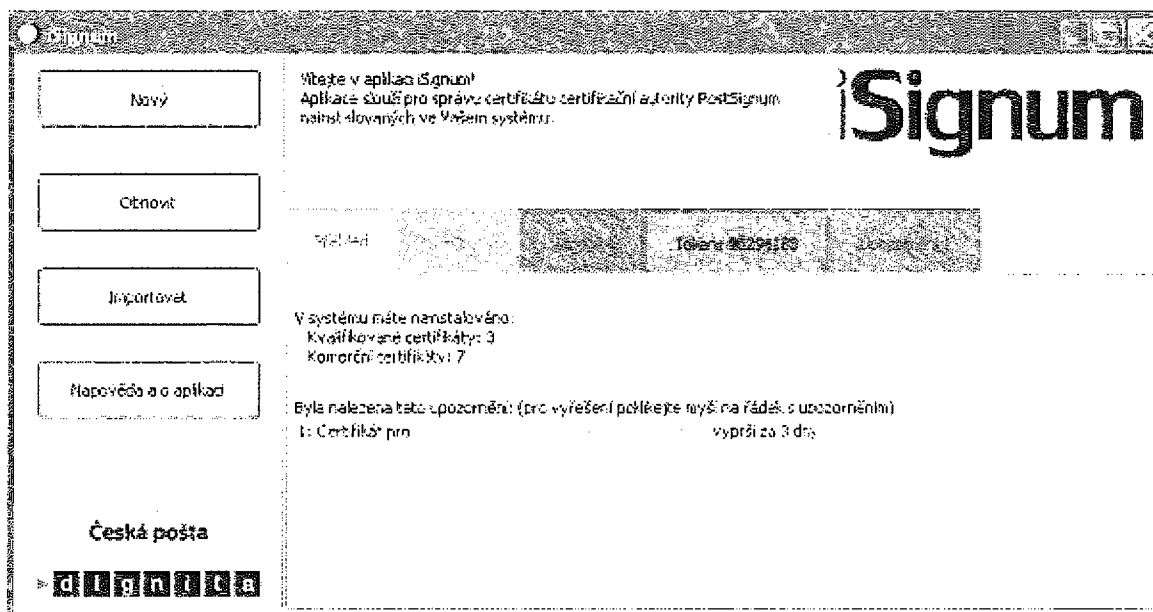 iSignum
Nový
Obnovit
Importovat
Nápověda a o aplikaci
Česká pošta
dignita
Vítejte v aplikaci iSignum!
Aplikace slouží pro správu certifikátů certifikační autority PostSignum
nainstalovaných ve Vašem systému.
iSignum
Přehled
V systému máte nainstalováno:
Kvalifikované certifikáty: 3
Komerční certifikáty: 7
Byla nalezena tato upozornění: (pro vyřešení poklikejte myší na řádek s upozorněním)
1: Certifikát pro vyprší za 3 dny